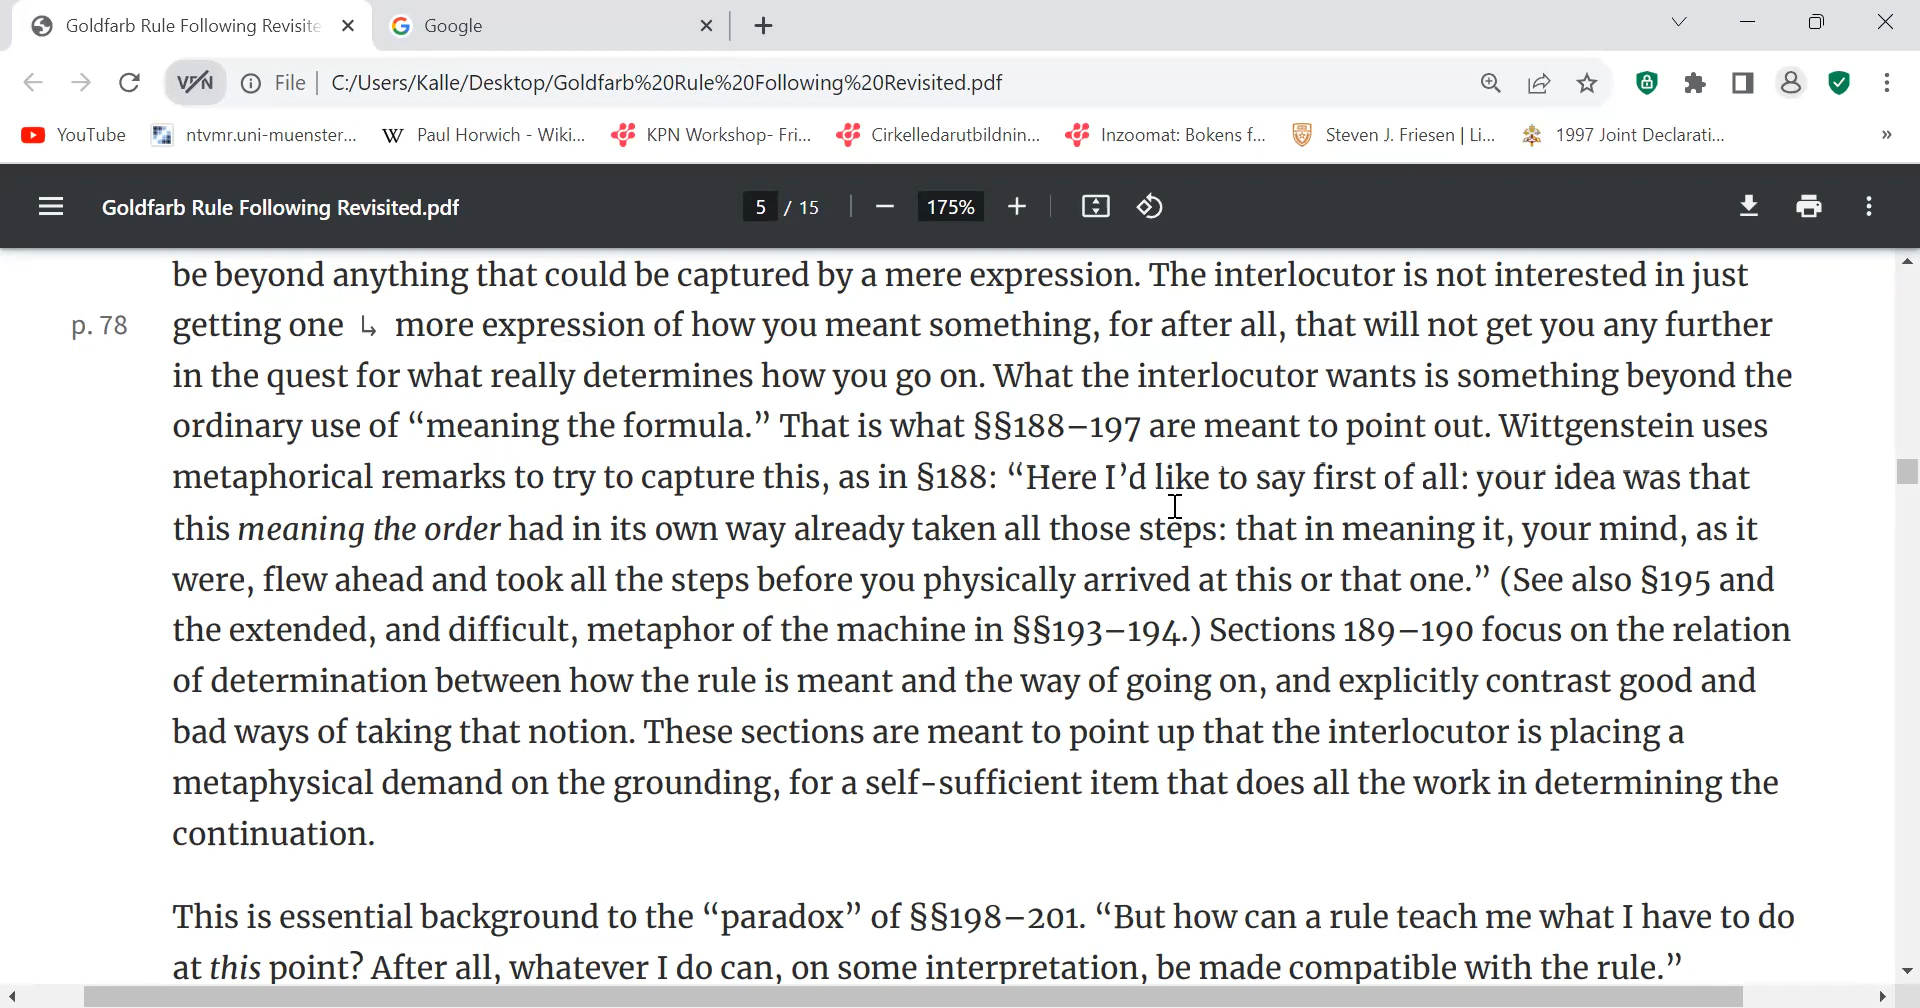 Goldfarb Rule Following Revisite
Google
File
C:/Users/Kalle/Desktop/Goldfarb%20Rule%20Following%20Revisited.pdf
YouTube
ntvmr.uni-muenster...
W Paul Horwich - Wiki...
KPN Workshop- Fri...
Cirkelledarutbildnin...
Inzoomat: Bokens f...
Steven J. Friesen | Li...
1997 Joint Declarati...
»
Goldfarb Rule Following Revisited.pdf
5 / 15
175%
be beyond anything that could be captured by a mere expression. The interlocutor is not interested in just
p. 78
getting one ↳ more expression of how you meant something, for after all, that will not get you any further
in the quest for what really determines how you go on. What the interlocutor wants is something beyond the
ordinary use of “meaning the formula.” That is what §§188–197 are meant to point out. Wittgenstein uses
metaphorical remarks to try to capture this, as in §188: “Here I’d like to say first of all: your idea was that
this meaning the order had in its own way already taken all those steps: that in meaning it, your mind, as it
were, flew ahead and took all the steps before you physically arrived at this or that one.” (See also §195 and
the extended, and difficult, metaphor of the machine in §§193–194.) Sections 189–190 focus on the relation
of determination between how the rule is meant and the way of going on, and explicitly contrast good and
bad ways of taking that notion. These sections are meant to point up that the interlocutor is placing a
metaphysical demand on the grounding, for a self-sufficient item that does all the work in determining the
continuation.
This is essential background to the “paradox” of §§198–201. “But how can a rule teach me what I have to do
at this point? After all, whatever I do can, on some interpretation, be made compatible with the rule.”